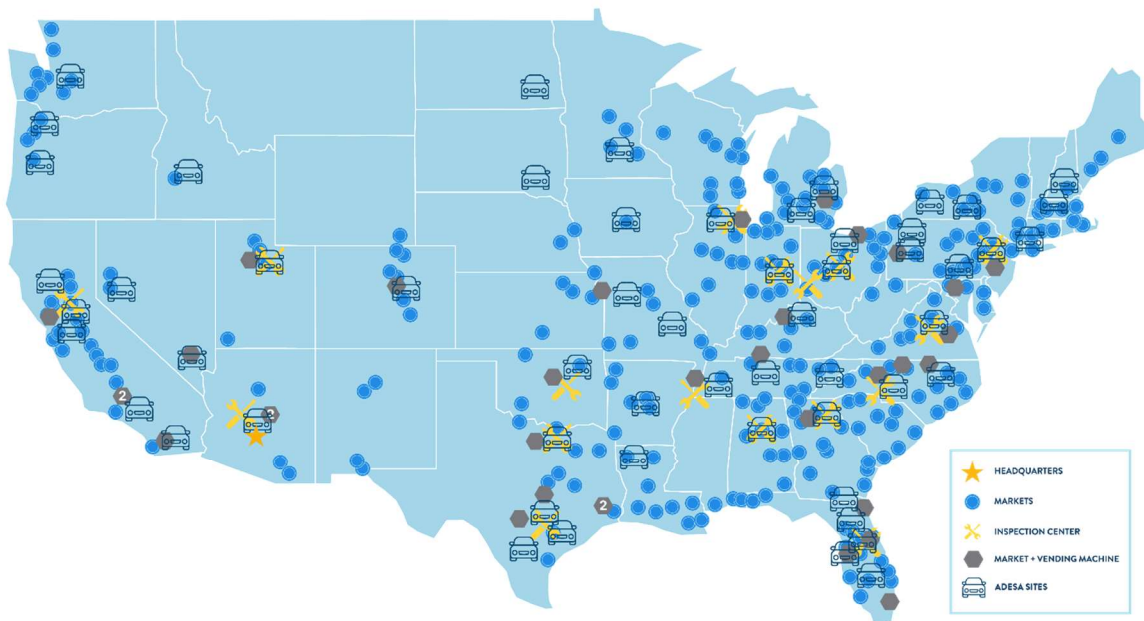 2
2
2
HEADQUARTERS
MARKETS
INSPECTION CENTER
MARKET + VENDING MACHINE
ADESA SITES